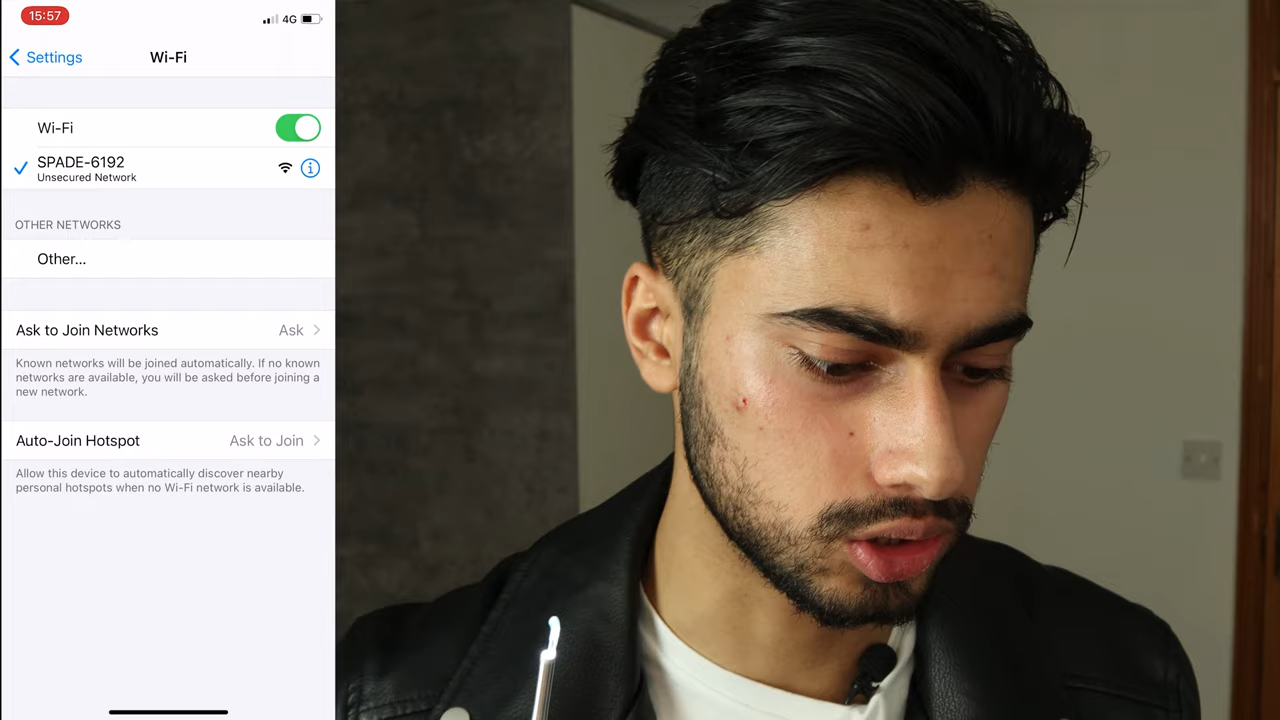 15:57
4G
Settings
Wi-Fi
Wi-Fi
SPADE-6192
Unsecured Network
OTHER NETWORKS
Other...
Ask to Join Networks
Ask
Known networks will be joined automatically. If no known
networks are available, you will be asked before joining a
new network.
Auto-Join Hotspot
Ask to Join
Allow this device to automatically discover nearby
personal hotspots when no Wi-Fi network is available.